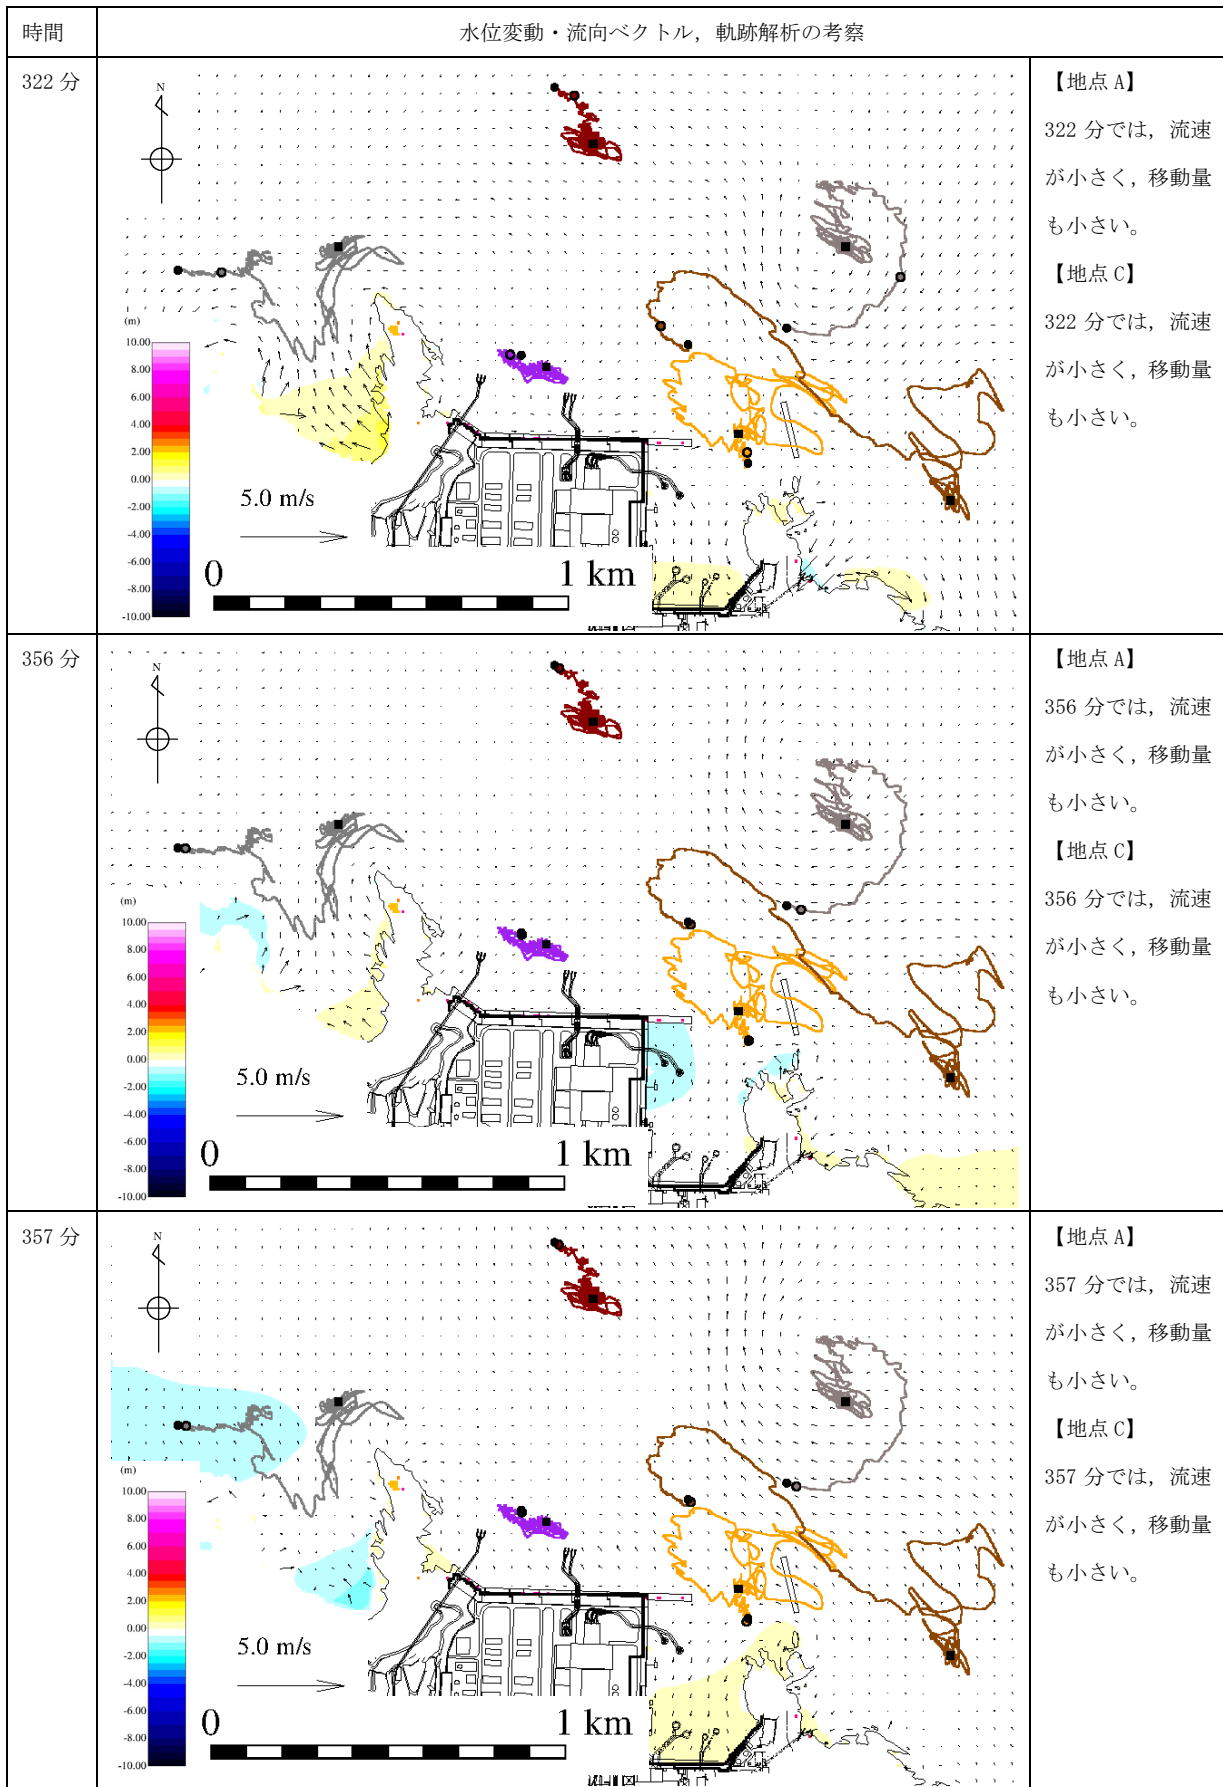 時間
水位変動・流向ベクトル，軌跡解析の考察
322 分
N
(m)
10.00
8.00
6.00
4.00
2.00
0.00
-2.00
-4.00
-6.00
-8.00
-10.00
5.0 m/s
0
1 km
【地点 A】
322 分では，流速
が小さく，移動量
も小さい。
【地点 C】
322 分では，流速
が小さく，移動量
も小さい。
356 分
N
(m)
10.00
8.00
6.00
4.00
2.00
0.00
-2.00
-4.00
-6.00
-8.00
-10.00
5.0 m/s
0
1 km
【地点 A】
356 分では，流速
が小さく，移動量
も小さい。
【地点 C】
356 分では，流速
が小さく，移動量
も小さい。
357 分
N
(m)
10.00
8.00
6.00
4.00
2.00
0.00
-2.00
-4.00
-6.00
-8.00
-10.00
5.0 m/s
0
1 km
【地点 A】
357 分では，流速
が小さく，移動量
も小さい。
【地点 C】
357 分では，流速
が小さく，移動量
も小さい。